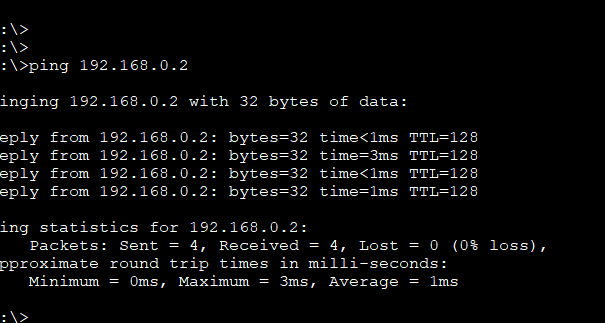 :\>
:\>
:\>ping 192.168.0.2
inging 192.168.0.2 with 32 bytes of data:
eply from 192.168.0.2: bytes=32 time<1ms TTL=128
eply from 192.168.0.2: bytes=32 time=3ms TTL=128
eply from 192.168.0.2: bytes=32 time<1ms TTL=128
eply from 192.168.0.2: bytes=32 time=1ms TTL=128
ing statistics for 192.168.0.2:
Packets: Sent = 4, Received = 4, Lost = 0 (0% loss),
pproximate round trip times in milli-seconds:
Minimum = 0ms, Maximum = 3ms, Average = 1ms
:\>